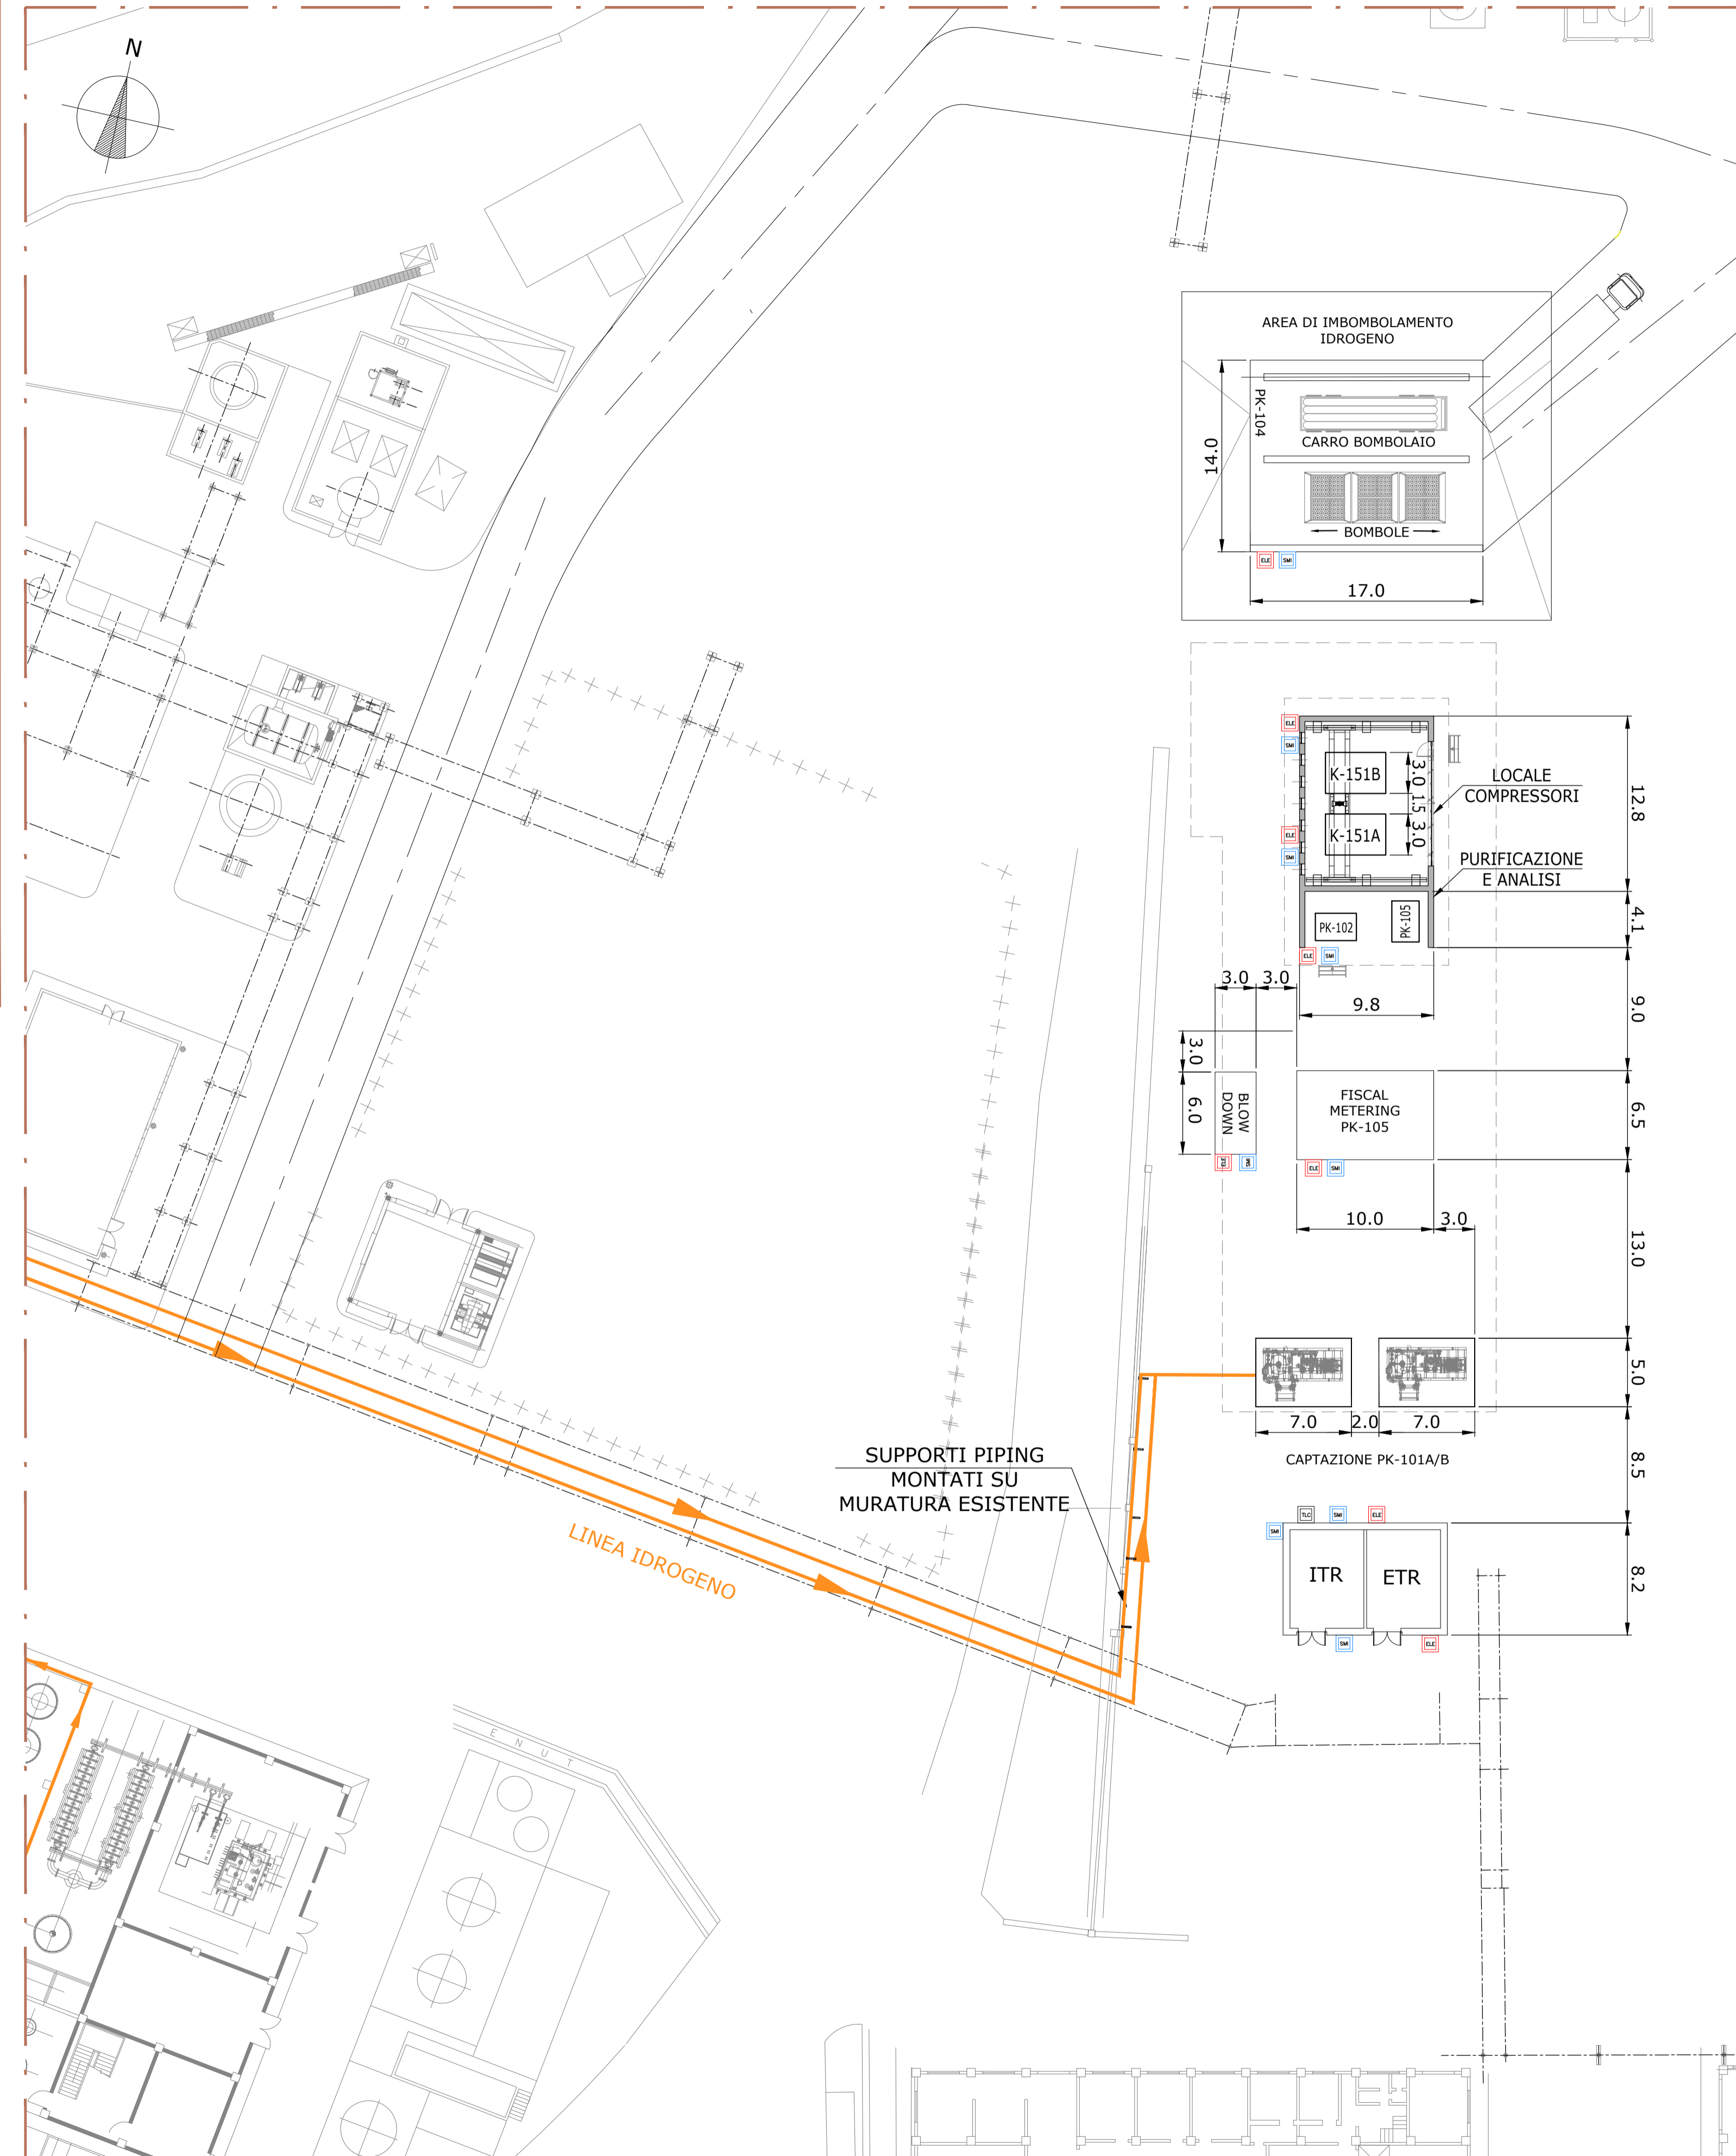 N
AREA DI IMBOMBOLAMENTO
IDROGENO
PK-104
14.0
CARRO BOMBOLAIO
BOMBOLE
ELE
SMI
17.0
ELE
SMI
K-151B
3.0
1.5
K-151A
3.0
ELE
SMI
LOCALE
COMPRESSORI
12.8
PURIFICAZIONE
E ANALISI
PK-102
PK-105
4.1
ELE
SMI
3.0
3.0
9.8
9.0
3.0
6.0
BLOW
DOWN
ELE
SMI
FISCAL
METERING
PK-105
6.5
ELE
SMI
10.0
3.0
13.0
5.0
7.0
2.0
7.0
CAPTAZIONE PK-101A/B
8.5
SUPPORTI PIPING
MONTATI SU
MURATURA ESISTENTE
LINEA IDROGENO
SMI
TLC
SMI
ELE
ITR
ETR
8.2
SMI
ELE
E N U T